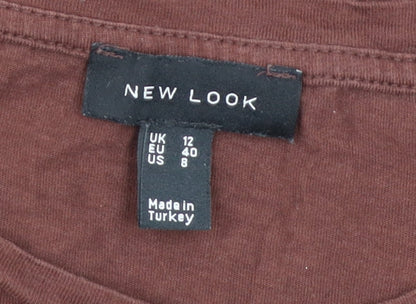 NEW LOOK
UK 12
EU 40
US 8
Made in
Turkey